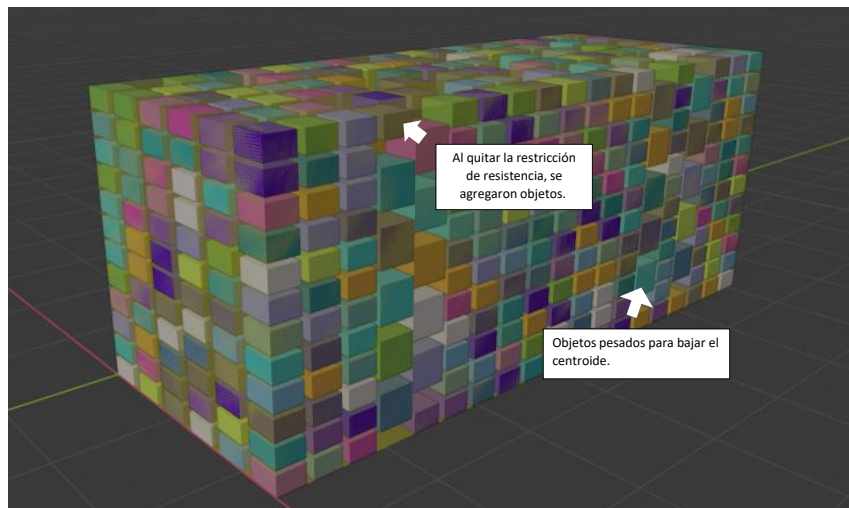 Al quitar la restricción
de resistencia, se
agregaron objetos.
Objetos pesados para bajar el
centroide.